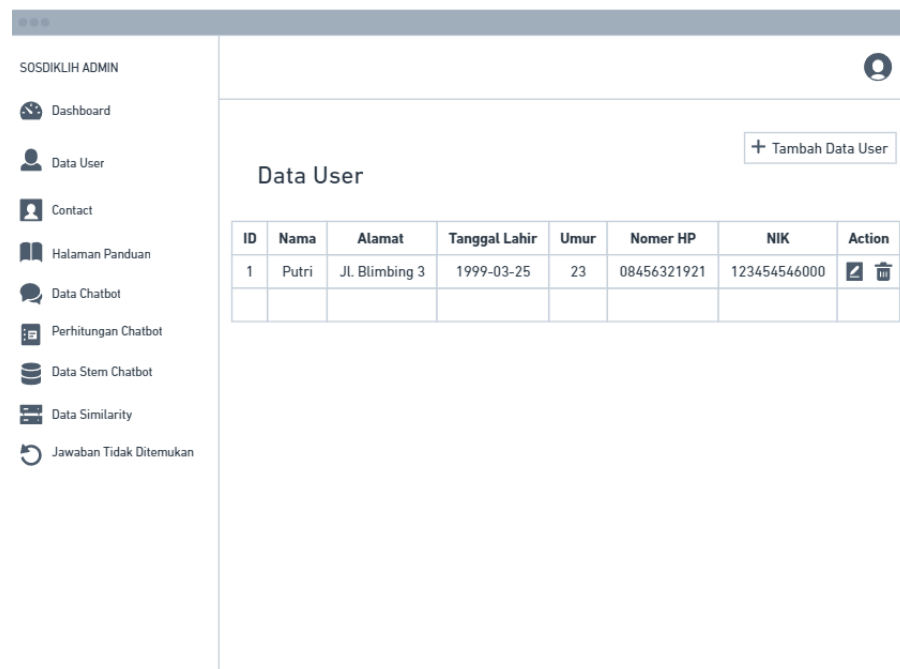 SOSDIKLIH ADMIN
Dashboard
Data User
Contact
Halaman Panduan
Data Chatbot
Perhitungan Chatbot
Data Stem Chatbot
Data Similarity
Jawaban Tidak Ditemukan
+ Tambah Data User
Data User
ID Nama Alamat Tanggal Lahir Umur Nomer HP NIK Action
1 Putri Jl. Blimbing 3 1999-03-25 23 08456321921 123454546000